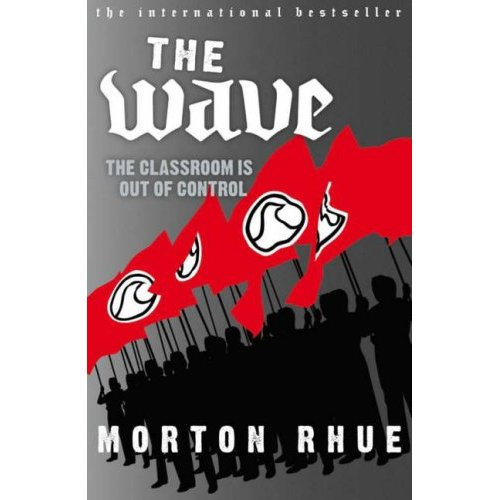 the international bestseller
THE
wave
THE CLASSROOM IS
OUT OF CONTROL
MORTON RHUE